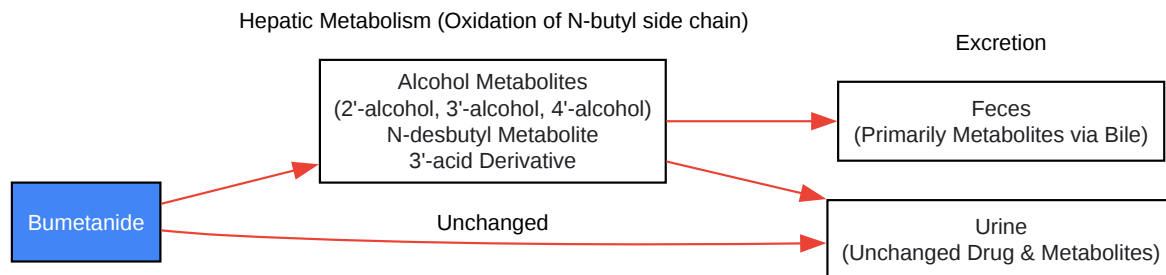 Hepatic Metabolism (Oxidation of N-butyl side chain)
Excretion
Alcohol Metabolites
(2'-alcohol, 3'-alcohol, 4'-alcohol)
N-desbutyl Metabolite
3'-acid Derivative
Feces
(Primarily Metabolites via Bile)
Bumetanide
Unchanged
Urine
(Unchanged Drug & Metabolites)